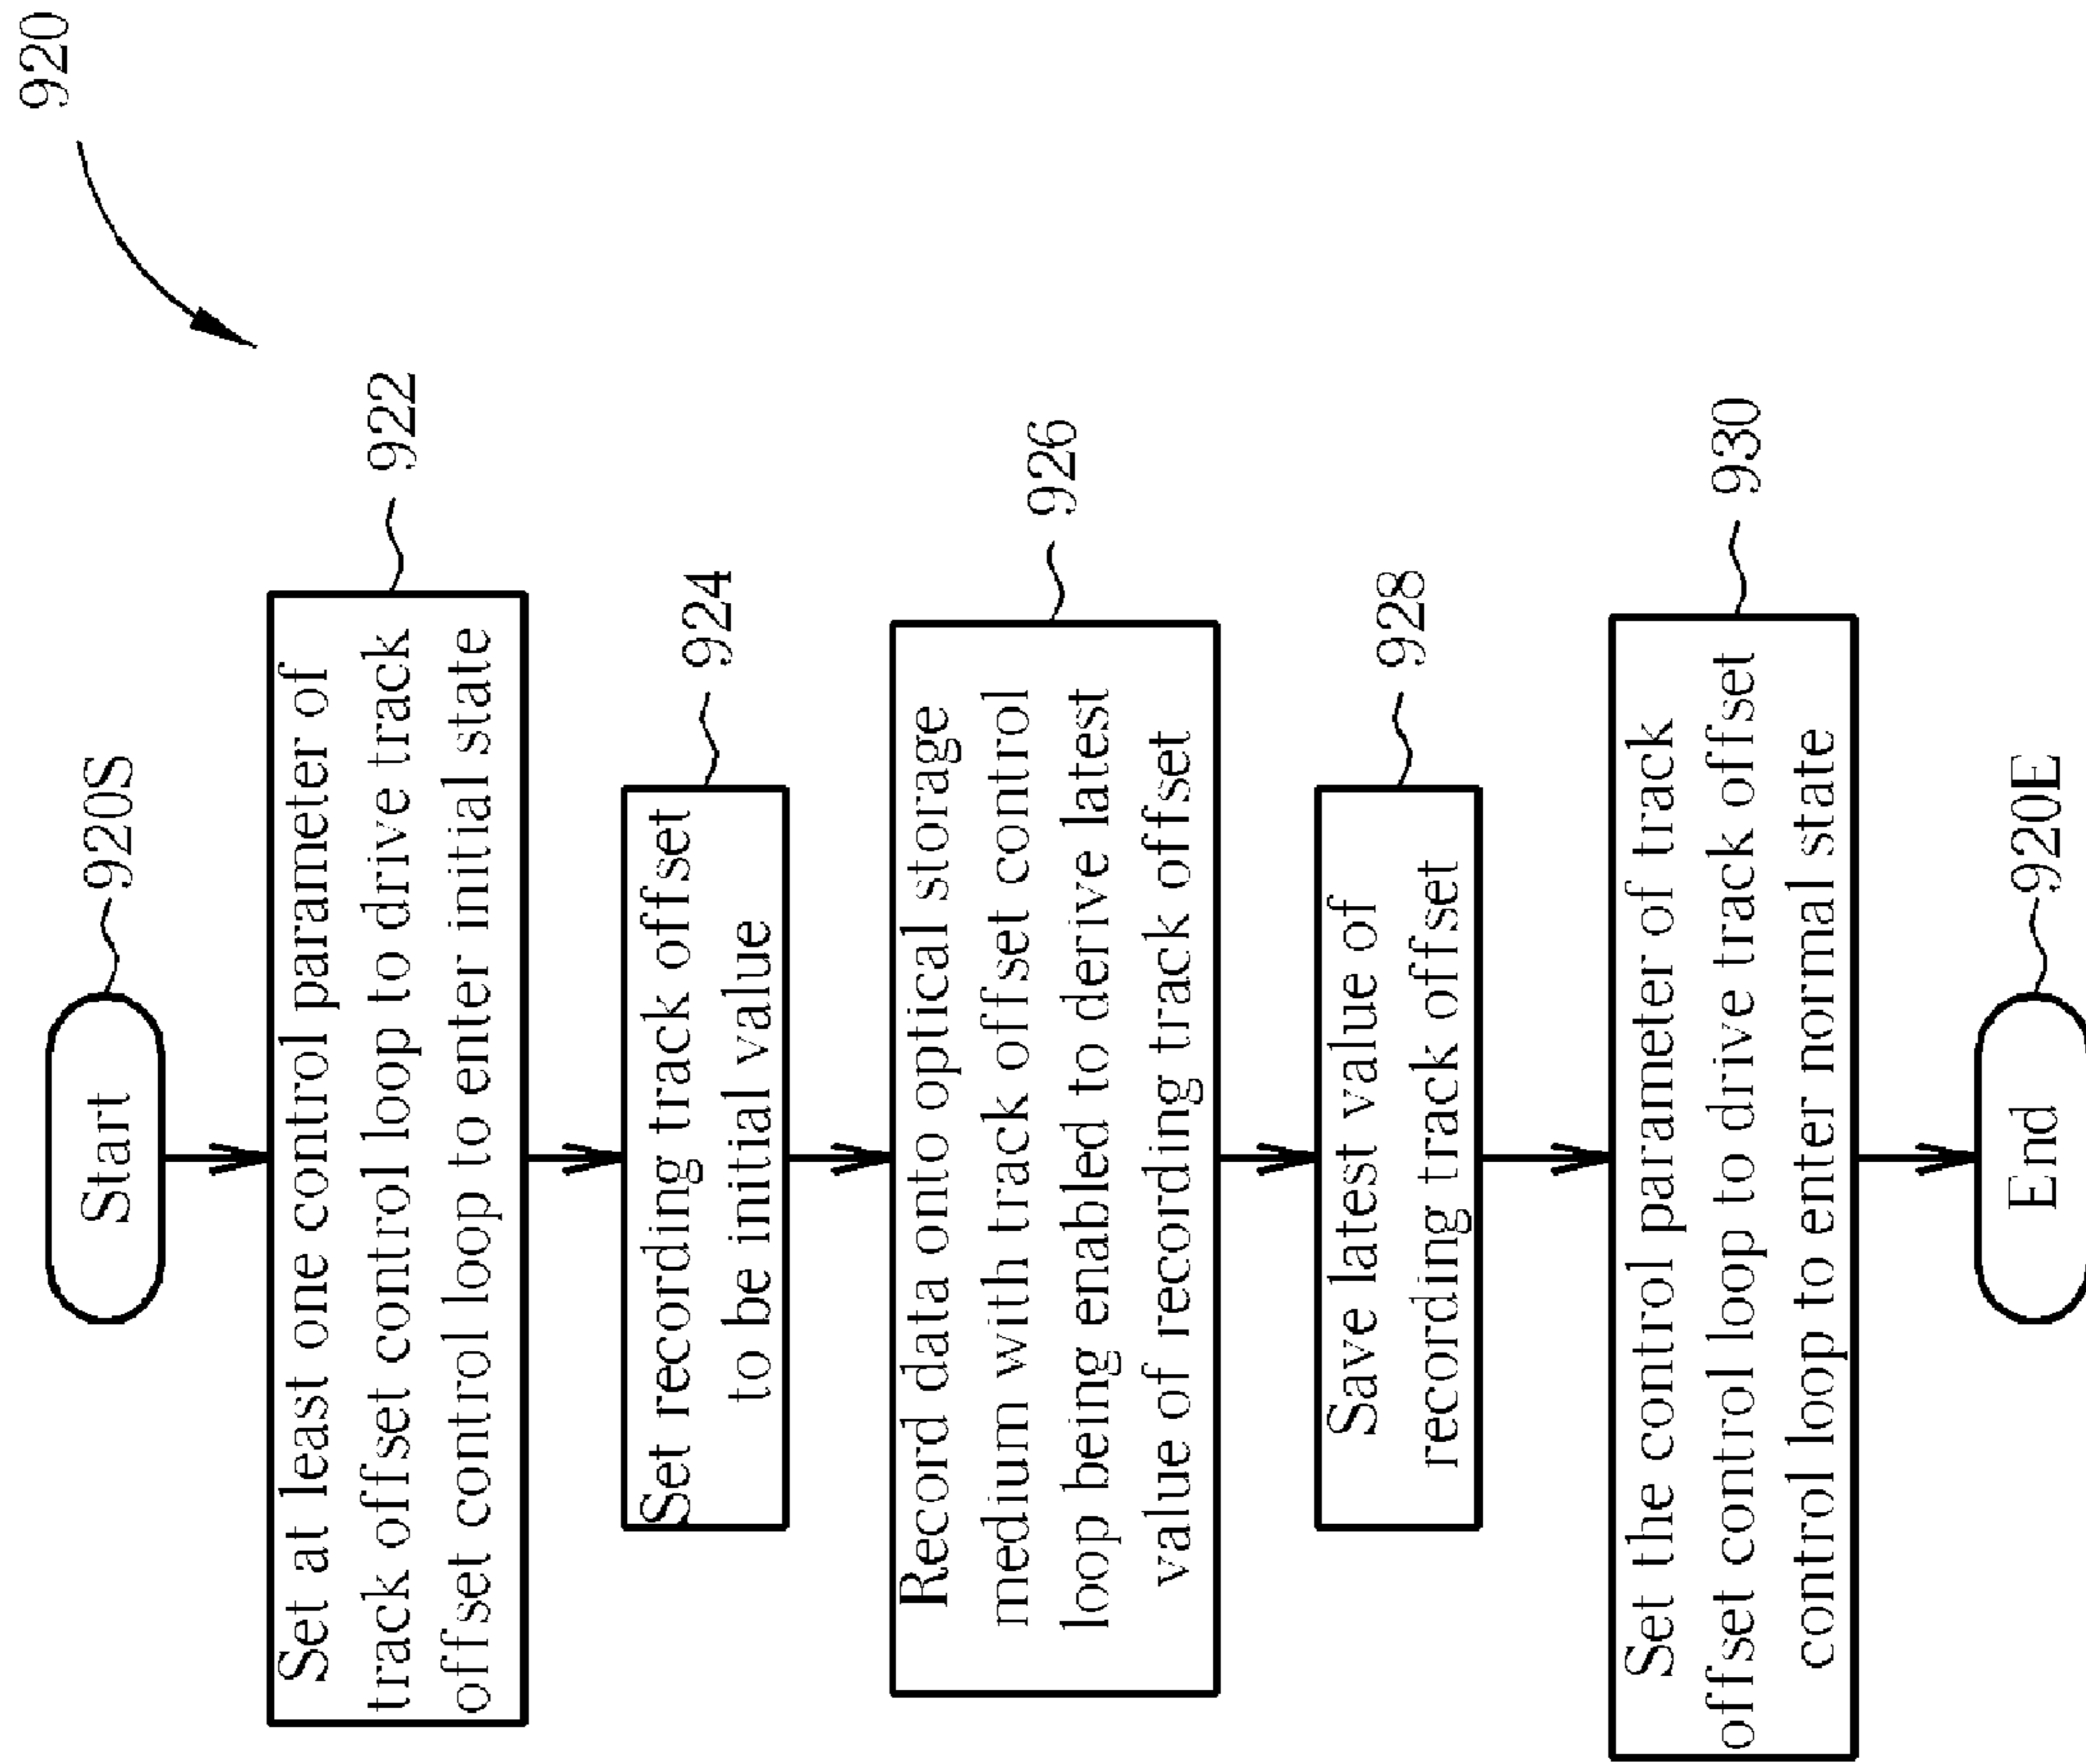 920
Start
920S
Set at least one control parameter of
track offset control loop to drive track
offset control loop to enter initial state
922
Set recording track offset
to be initial value
924
Record data onto optical storage
medium with track offset control
loop being enabled to derive latest
value of recording track offset
926
Save latest value of
recording track offset
928
Set the control parameter of track
offset control loop to drive track offset
control loop to enter normal state
930
End
920E